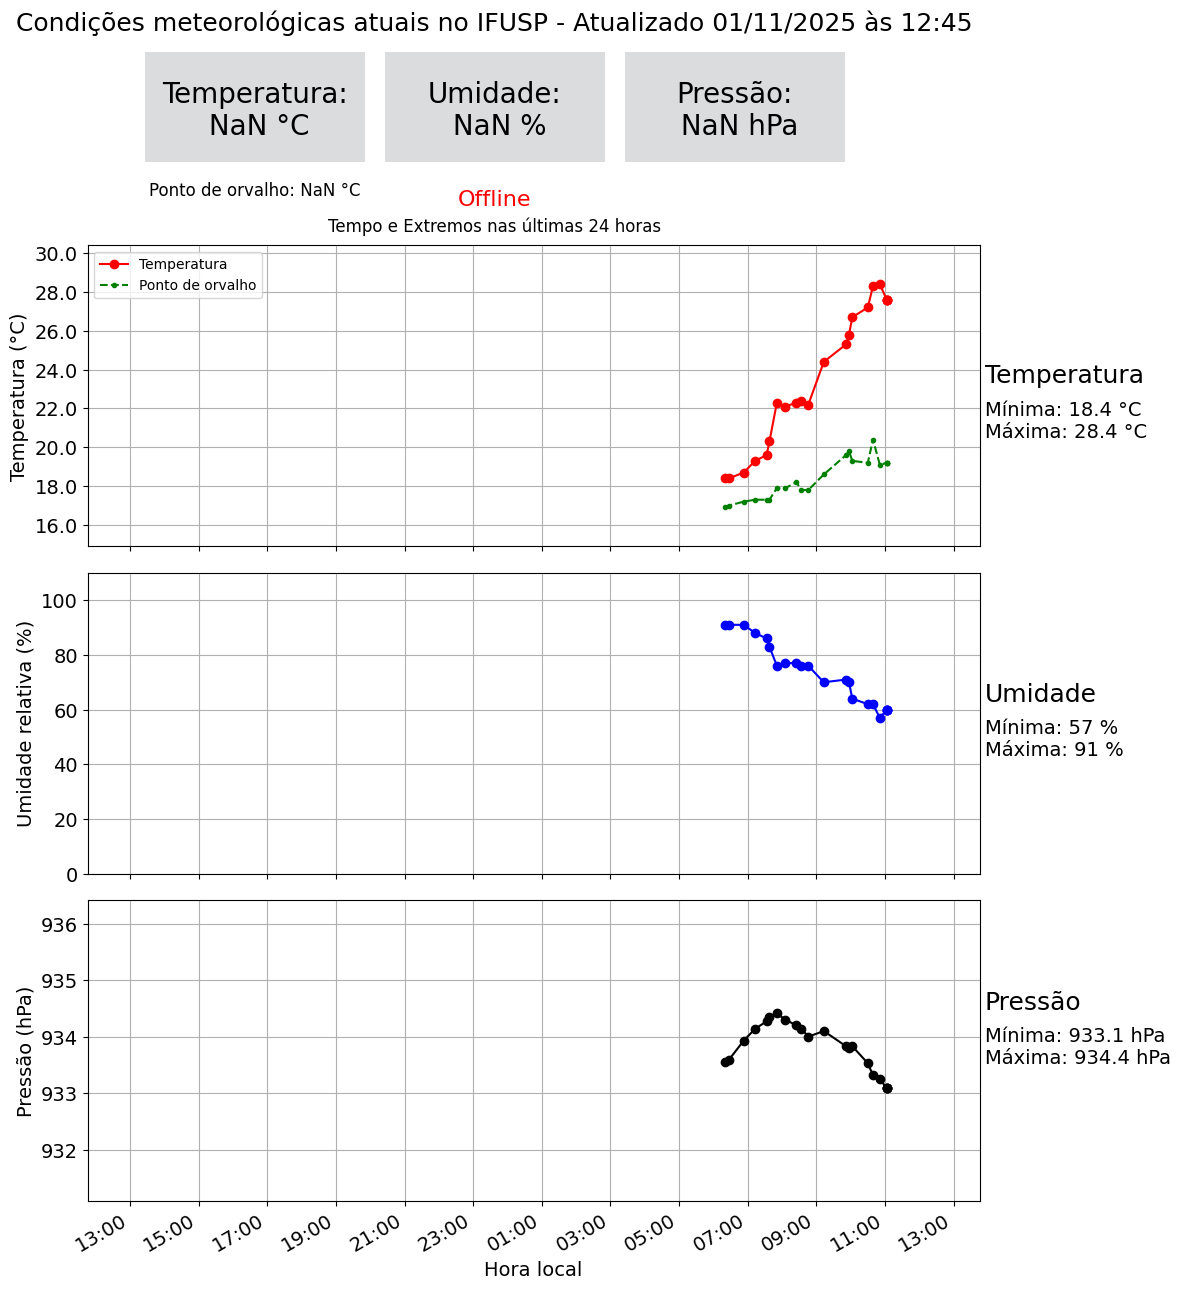 Condições meteorológicas atuais no IFUSP - Atualizado 01/11/2025 às 12:45
Temperatura:
NaN °C
Umidade:
NaN %
Pressão:
NaN hPa
Ponto de orvalho: NaN °C
Offline
Tempo e Extremos nas últimas 24 horas
Temperatura
Ponto de orvalho
Temperatura (°C)
30.0
28.0
26.0
24.0
22.0
20.0
18.0
16.0
Temperatura
Mínima: 18.4 °C
Máxima: 28.4 °C
Umidade relativa (%)
100
80
60
40
20
0
Umidade
Mínima: 57 %
Máxima: 91 %
Pressão (hPa)
936
935
934
933
932
Pressão
Mínima: 933.1 hPa
Máxima: 934.4 hPa
13:00
15:00
17:00
19:00
21:00
23:00
01:00
03:00
05:00
07:00
09:00
11:00
13:00
Hora local